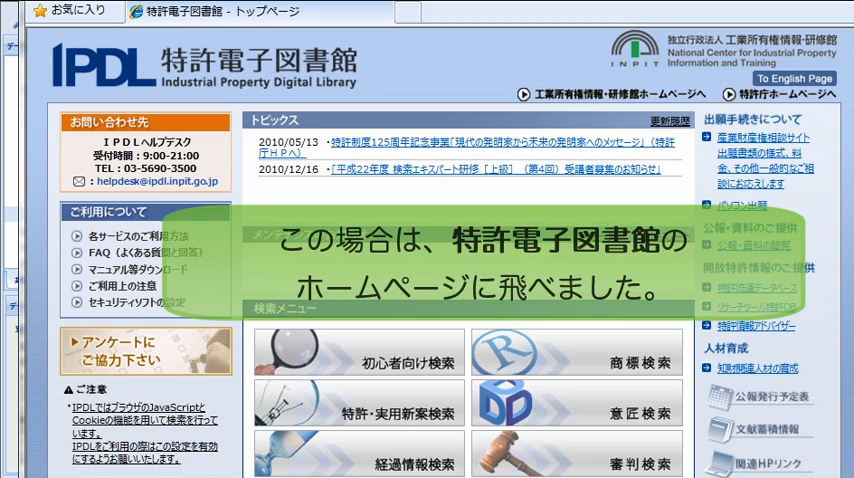 お気に入り
特許電子図書館 - トップページ
IPDL 特許電子図書館
Industrial Property Digital Library
独立行政法人 工業所有権情報・研修館
National Center for Industrial Property
Information and Training
INPIT
To English Page
工業所有権情報・研修館ホームページへ
特許庁ホームページへ
お問い合わせ先
IPDLヘルプデスク
受付時間：9:00-21:00
TEL：03-5690-3500
：helpdesk@ipdl.inpit.go.jp
ご利用について
各サービスのご利用方法
FAQ（よくある質問と回答）
マニュアル等ダウンロード
ご利用上の注意
セキュリティソフトの設定
アンケートに
ご協力下さい
ご注意
・IPDLではブラウザのJavaScriptと
Cookieの機能を用いて検索を行って
います。
IPDLをご利用の際はこの設定を有効
にするようお願いいたします。
トピックス
更新履歴
2010/05/13 ・特許制度125周年記念事業「現代の発明家から未来の発明家へのメッセージ」（特許
庁HPへ）
2010/12/16 ・「平成22年度 検索エキスパート研修［上級］（第4回）受講者募集のお知らせ」
この場合は、特許電子図書館の
ホームページに飛べました。
検索メニュー
初心者向け検索
商標検索
特許・実用新案検索
意匠検索
経過情報検索
審判検索
出願手続きについて
産業財産権相談サイト
出願書類の様式、料
金、その他一般的なご相
談にお応えします
パソコン出願
公報・資料のご提供
公報・資料の閲覧
開放特許情報のご提供
特許流通データベース
リサーチツール特許DB
特許情報アドバイザー
人材育成
知財関連人材の育成
公報発行予定表
文献蓄積情報
関連HPリンク